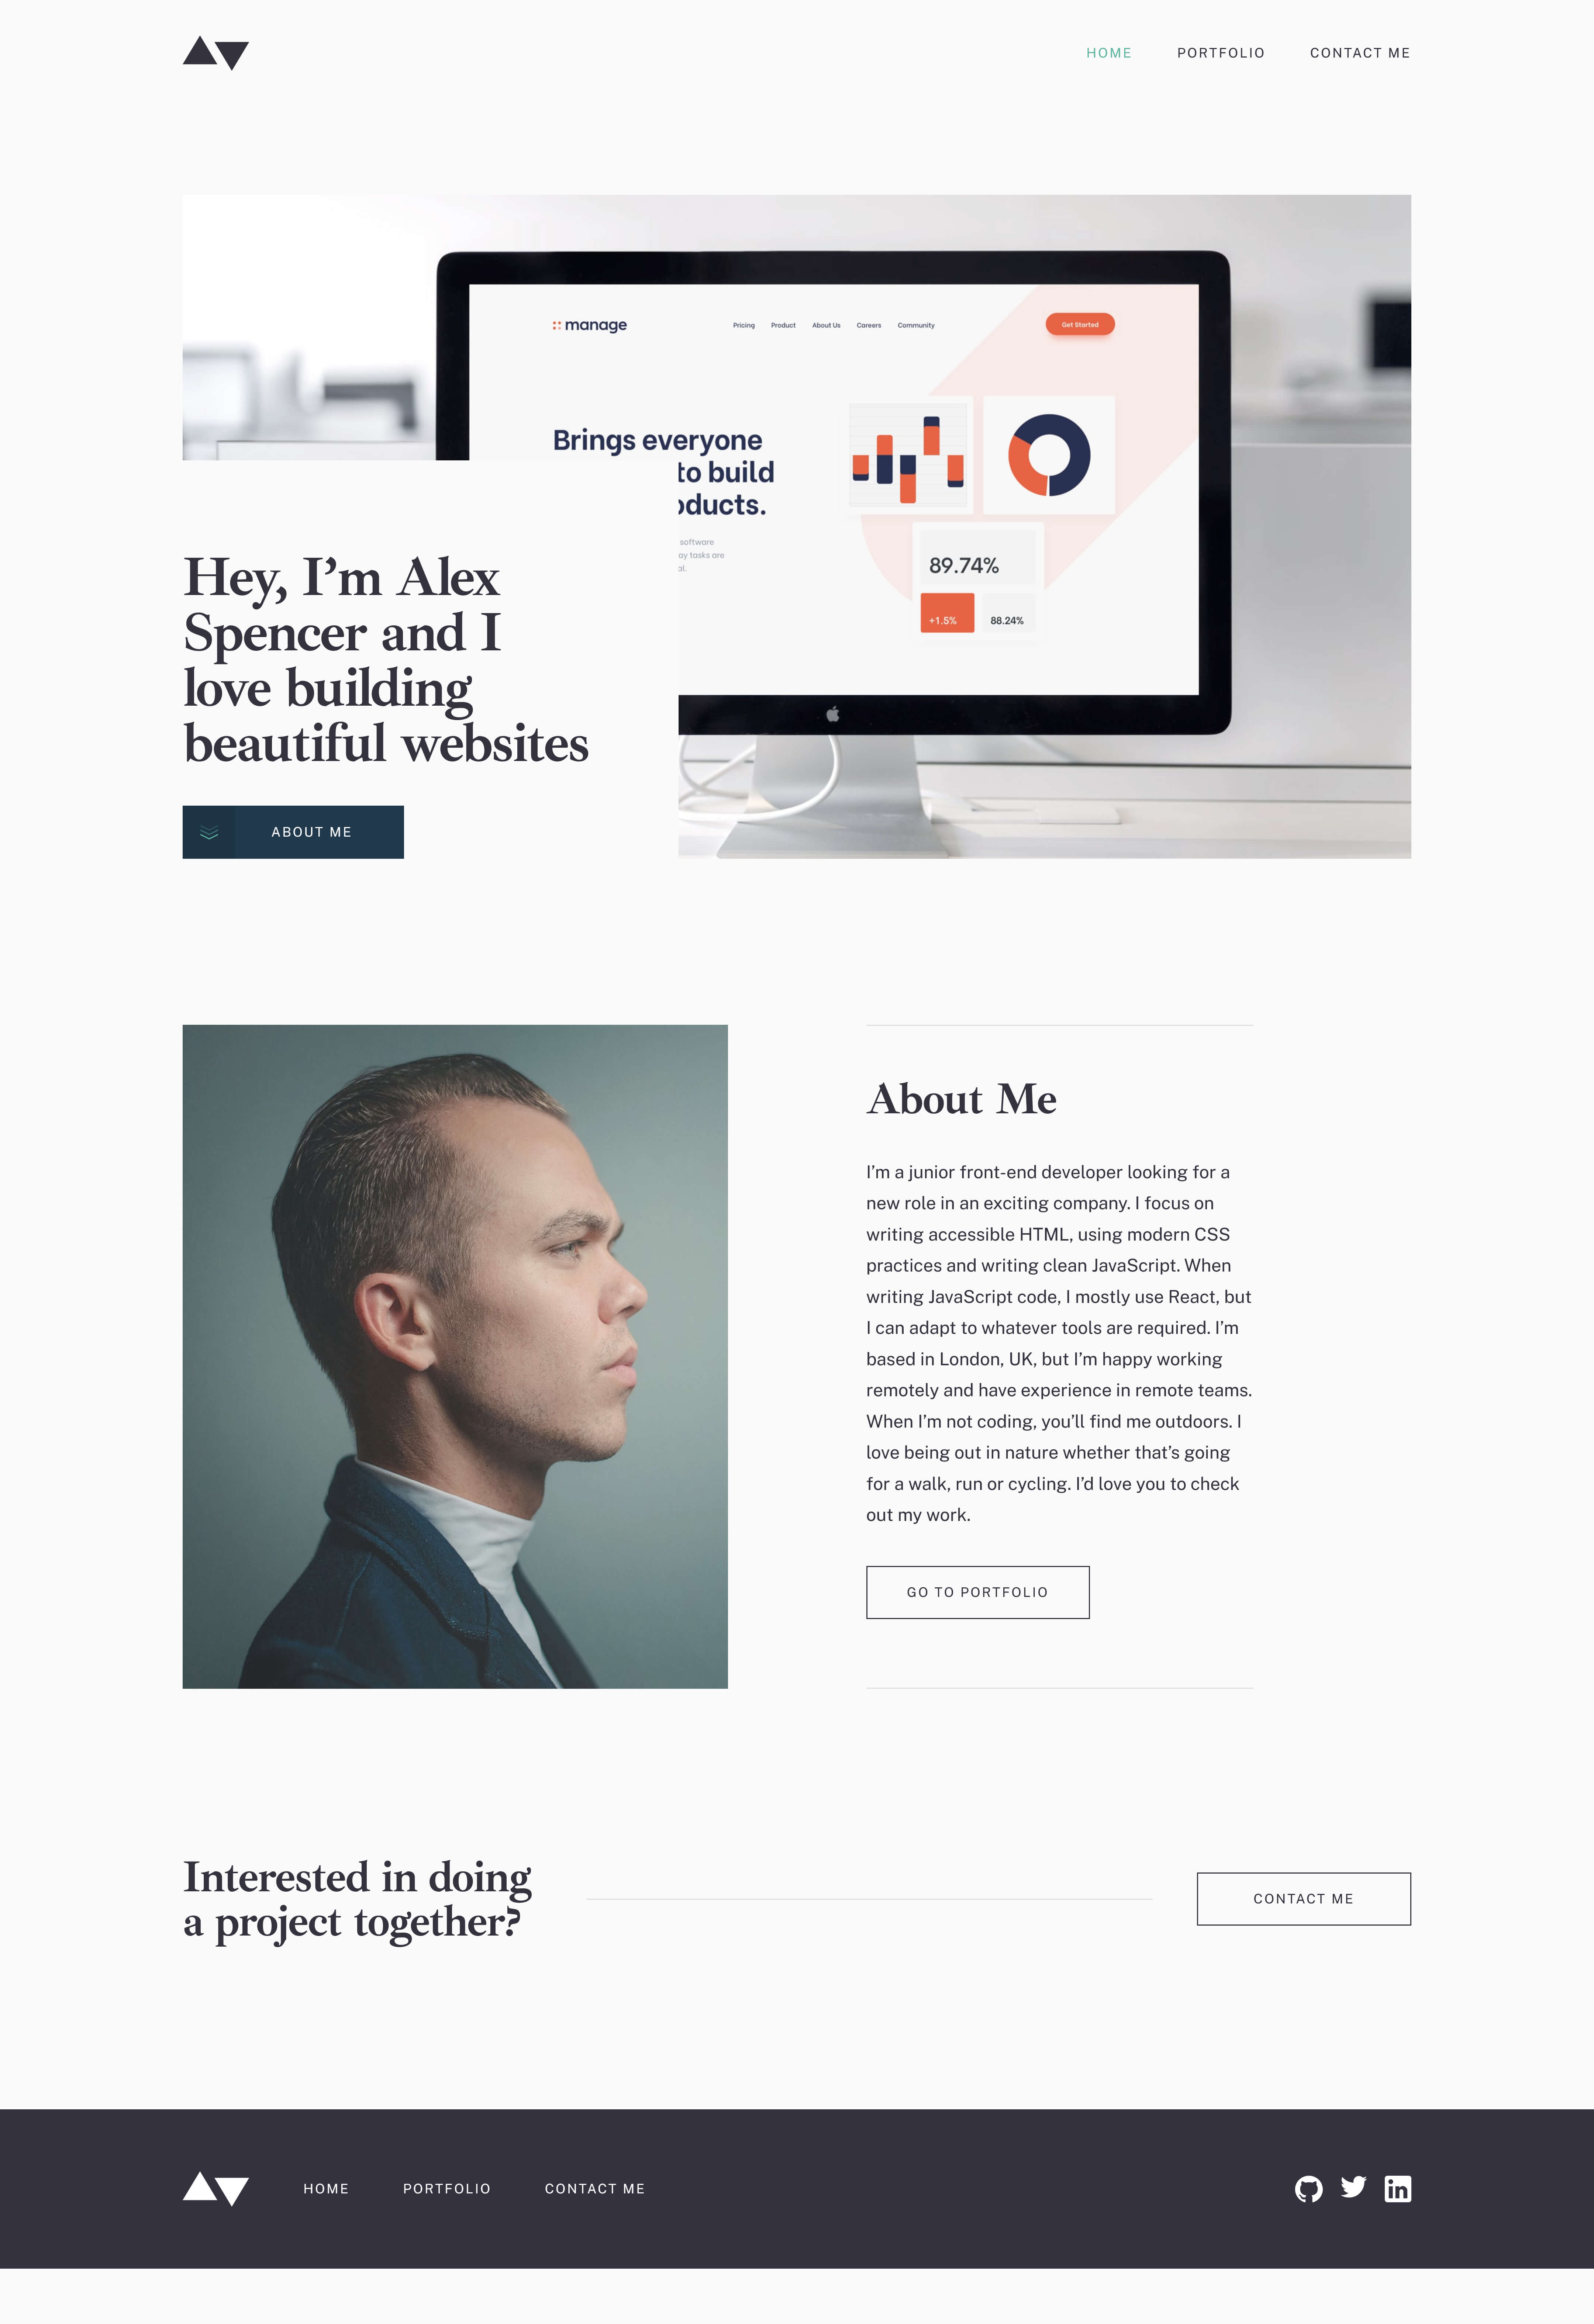 HOME PORTFOLIO CONTACT ME
manage
Pricing Product About Us Careers Community
Get Started
Brings everyone
to build
oducts.
software
ay tasks are
al.
89.74%
+1.5%
88.24%
Hey, I’m Alex
Spencer and I
love building
beautiful websites
ABOUT ME
About Me
I’m a junior front-end developer looking for a
new role in an exciting company. I focus on
writing accessible HTML, using modern CSS
practices and writing clean JavaScript. When
writing JavaScript code, I mostly use React, but
I can adapt to whatever tools are required. I’m
based in London, UK, but I’m happy working
remotely and have experience in remote teams.
When I’m not coding, you’ll find me outdoors. I
love being out in nature whether that’s going
for a walk, run or cycling. I’d love you to check
out my work.
GO TO PORTFOLIO
Interested in doing
a project together?
CONTACT ME
HOME PORTFOLIO CONTACT ME
in